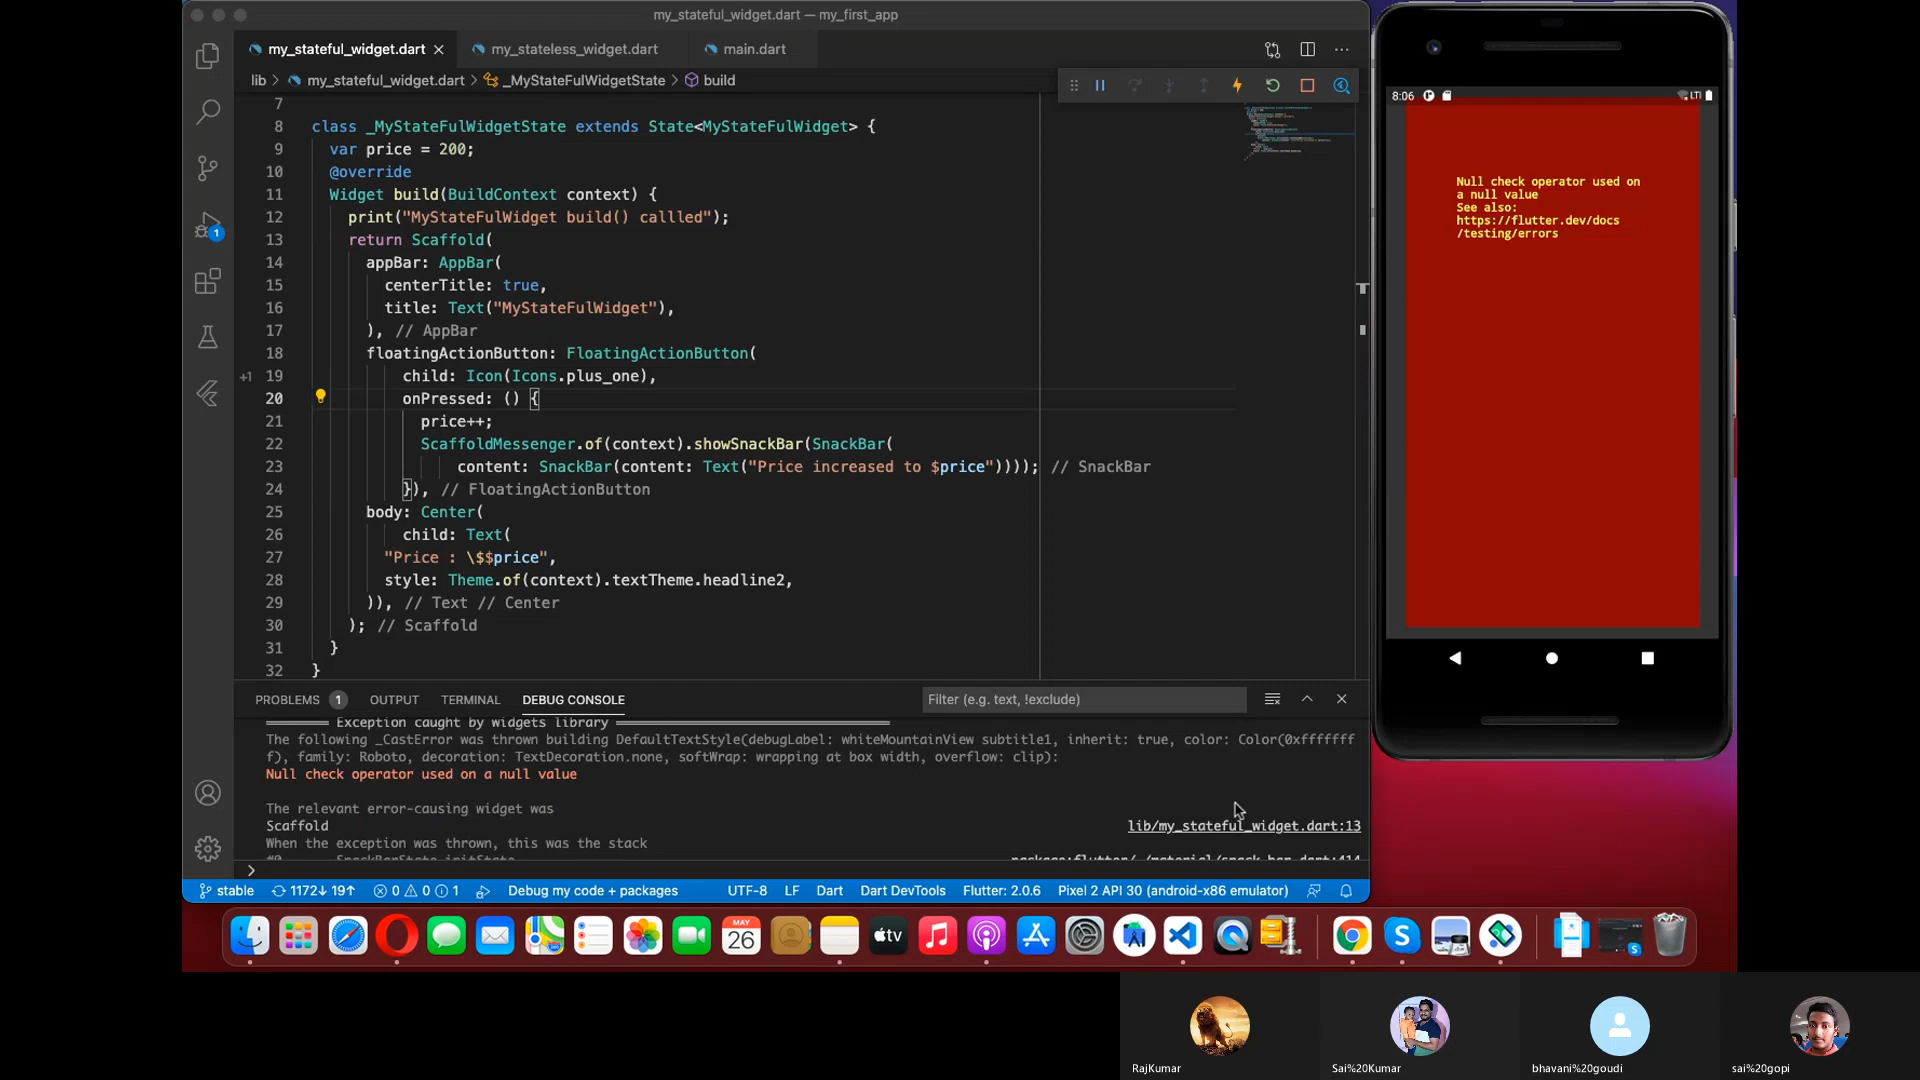 my_stateful_widget.dart — my_first_app
my_stateful_widget.dart
my_stateless_widget.dart
main.dart
lib > my_stateful_widget.dart > _MyStateFulWidgetState > build
7
8 class _MyStateFulWidgetState extends State<MyStateFulWidget> {
9 var price = 200;
10 @override
11 Widget build(BuildContext context) {
12 print("MyStateFulWidget build() callled");
13 return Scaffold(
14 appBar: AppBar(
15 centerTitle: true,
16 title: Text("MyStateFulWidget"),
17 ), // AppBar
18 floatingActionButton: FloatingActionButton(
+1 19 child: Icon(Icons.plus_one),
20 onPressed: () {
21 price++;
22 ScaffoldMessenger.of(context).showSnackBar(SnackBar(
23 content: SnackBar(content: Text("Price increased to $price")))); // SnackBar
24 }), // FloatingActionButton
25 body: Center(
26 child: Text(
27 "Price : \$$price",
28 style: Theme.of(context).textTheme.headline2,
29 )), // Text // Center
30 ); // Scaffold
31 }
32 }
1
PROBLEMS 1 OUTPUT TERMINAL DEBUG CONSOLE
Filter (e.g. text, !exclude)
Exception caught by widgets library
The following _CastError was thrown building DefaultTextStyle(debugLabel: whiteMountainView subtitle1, inherit: true, color: Color(0xfffffff
f), family: Roboto, decoration: TextDecoration.none, softWrap: wrapping at box width, overflow: clip):
Null check operator used on a null value
The relevant error-causing widget was
Scaffold lib/my_stateful_widget.dart:13
When the exception was thrown, this was the stack
stable 1172↓ 19↑ 0 0 1 Debug my code + packages UTF-8 LF Dart Dart DevTools Flutter: 2.0.6 Pixel 2 API 30 (android-x86 emulator)
8:06
LTE
Null check operator used on
a null value
See also:
https://flutter.dev/docs
/testing/errors
MAY
26
tv
RajKumar
Sai%20Kumar
bhavani%20goudi
sai%20gopi